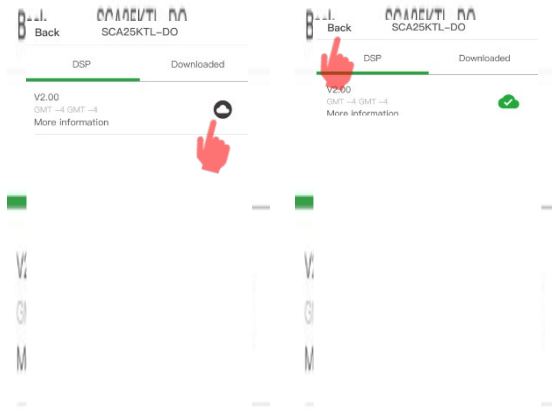 Back SCA25KTL-DO
DSP Downloaded
V2.00
GMT -4 GMT -4
More information
Back SCA25KTL-DO
DSP Downloaded
V2.00
GMT -4 GMT -4
More information